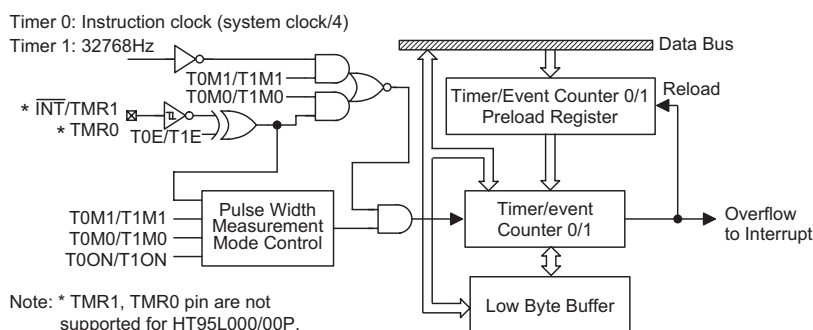 Timer 0: Instruction clock (system clock/4)
Timer 1: 32768Hz
Data Bus
T0M1/T1M1
T0M0/T1M0
Timer/Event Counter 0/1
Preload Register
Reload
* I̅N̅T̅/TMR1
* TMR0
T0E/T1E
T0M1/T1M1
T0M0/T1M0
T0ON/T1ON
Pulse Width
Measurement
Mode Control
Timer/event
Counter 0/1
Overflow
to Interrupt
Low Byte Buffer
Note: * TMR1, TMR0 pin are not
supported for HT95L000/00P.